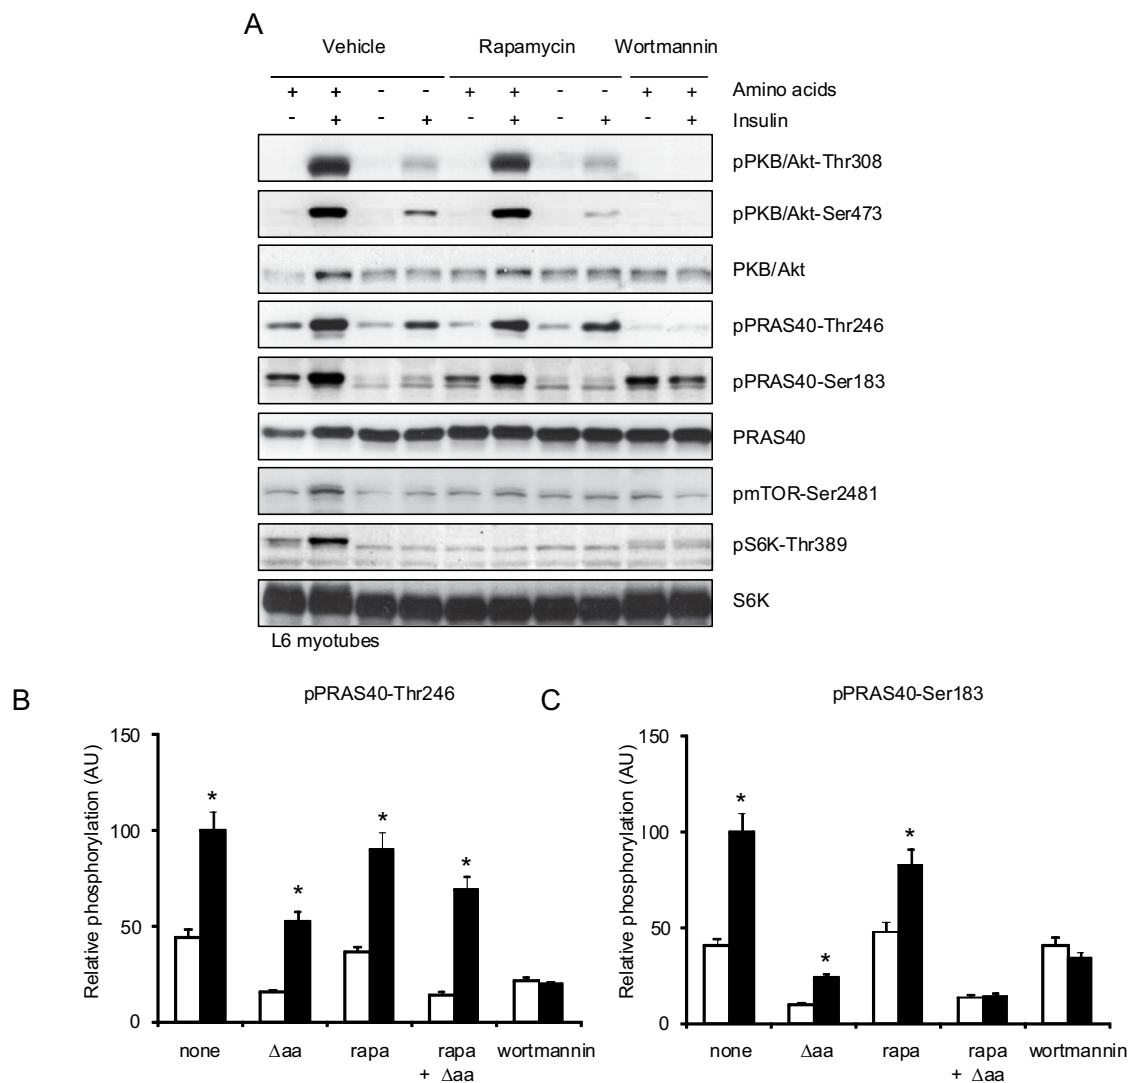 A
Vehicle Rapamycin Wortmannin
+ + - - + + - - + + Amino acids
- + - + - + - + - + Insulin
pPKB/Akt-Thr308
pPKB/Akt-Ser473
PKB/Akt
pPRAS40-Thr246
pPRAS40-Ser183
PRAS40
pmTOR-Ser2481
pS6K-Thr389
S6K
L6 myotubes
B
pPRAS40-Thr246
Relative phosphorylation (AU)
150
100
50
0
* * * *
none Δaa rapa rapa wortmannin
+ Δaa
C
pPRAS40-Ser183
Relative phosphorylation (AU)
150
100
50
0
* * *
none Δaa rapa rapa wortmannin
+ Δaa